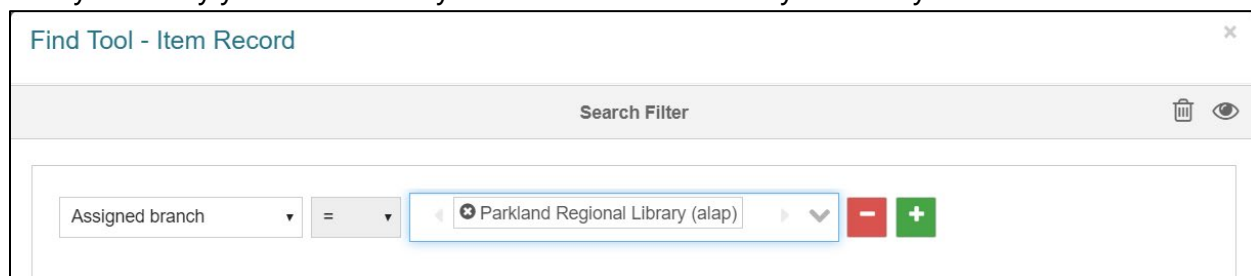 Find Tool - Item Record
Search Filter
Assigned branch = Parkland Regional Library (alap)